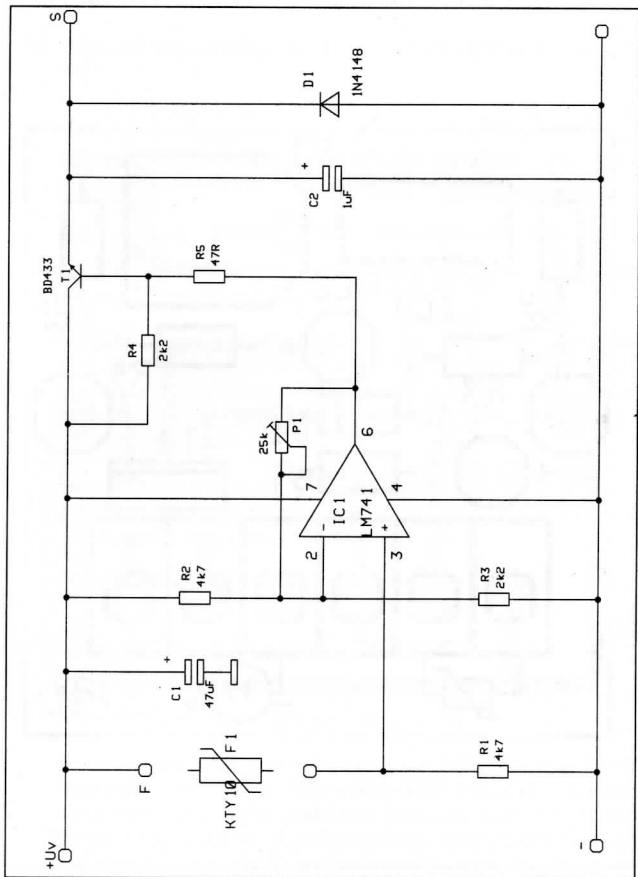 +Uv
S
F
KTY10
F1
R1
4k7
C1
+
47uF
R2
4k7
R3
2k2
2
3
-
+
IC1
LM741
7
4
6
25k
P1
R4
2k2
BD433
T1
R5
47R
C2
+
1uF
D1
1N4148
-